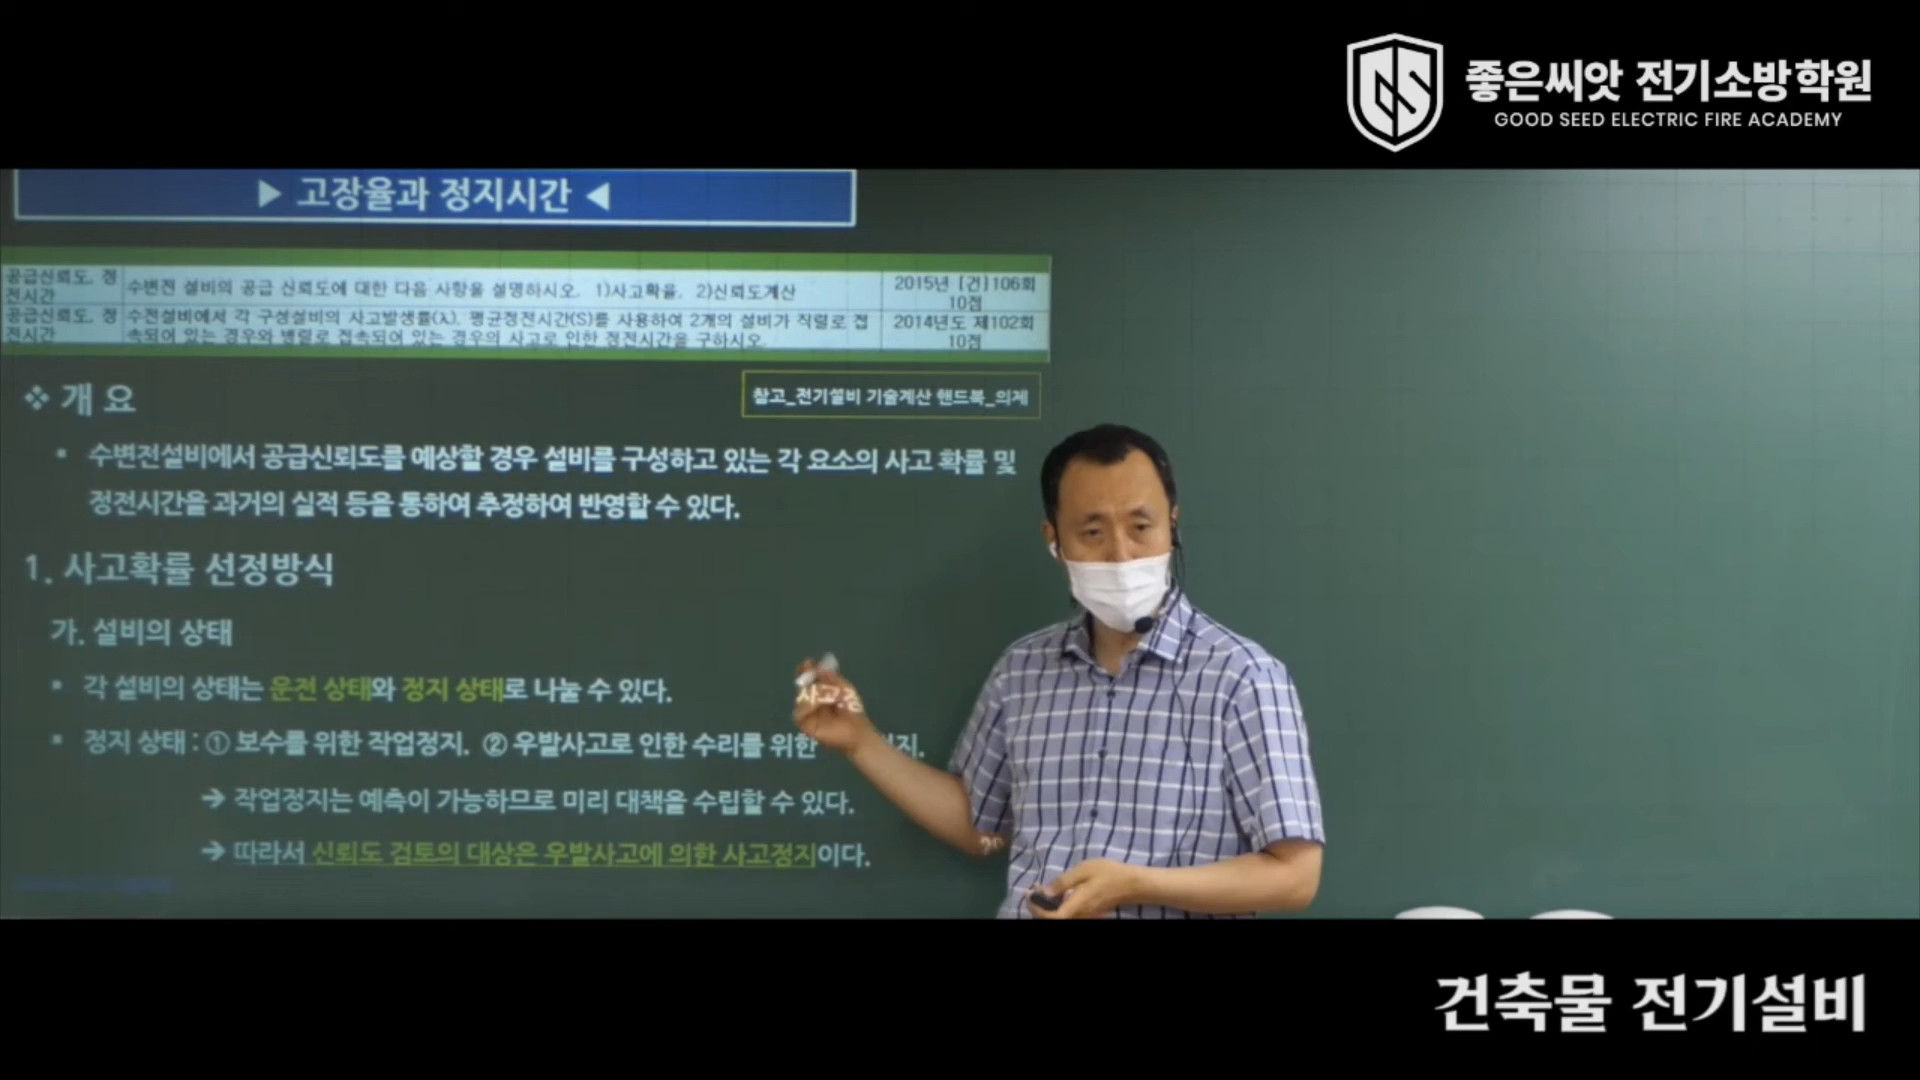 좋은씨앗 전기소방학원
GOOD SEED ELECTRIC FIRE ACADEMY
▶ 고장율과 정지시간 ◀
공급신뢰도, 정전시간
수변전 설비의 공급 신뢰도에 대한 다음 사항을 설명하시오. 1)사고확율, 2)신뢰도계산
2015년 [건]106회
10점
공급신뢰도, 정전시간
수전설비에서 각 구성설비의 사고발생률(λ), 평균정전시간(S)를 사용하여 2개의 설비가 직렬로 접
속되어 있는 경우와 병렬로 접속되어 있는 경우의 사고로 인한 정전시간을 구하시오.
2014년도 제102회
10점
❖ 개 요
참고_전기설비 기술계산 핸드북_의제
▪ 수변전설비에서 공급신뢰도를 예상할 경우 설비를 구성하고 있는 각 요소의 사고 확률 및
정전시간을 과거의 실적 등을 통하여 추정하여 반영할 수 있다.
1. 사고확률 선정방식
가. 설비의 상태
▪ 각 설비의 상태는 운전 상태와 정지 상태로 나눌 수 있다.
▪ 정지 상태 : ① 보수를 위한 작업정지. ② 우발사고로 인한 수리를 위한 사고정지.
→ 작업정지는 예측이 가능하므로 미리 대책을 수립할 수 있다.
→ 따라서 신뢰도 검토의 대상은 우발사고에 의한 사고정지이다.
건축물 전기설비